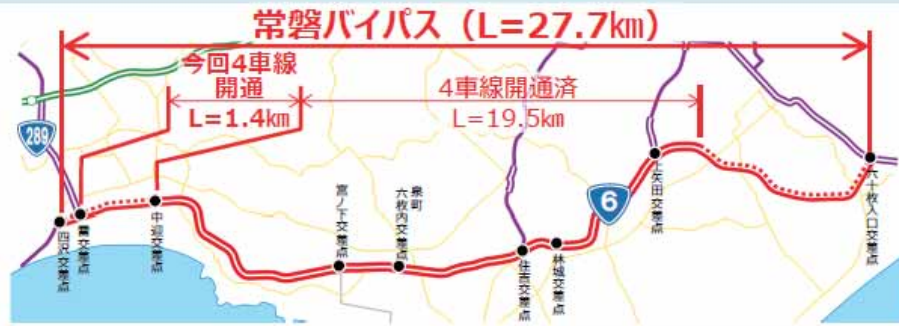 常磐バイパス（L=27.7㎞）
今回4車線
開通
L=1.4㎞
4車線開通済
L=19.5㎞
289
6
四沢交差点
中迎交差点
宮ノ下交差点
泉町
六枚内交差点
住吉交差点
林城交差点
上矢田交差点
六十枚入口交差点